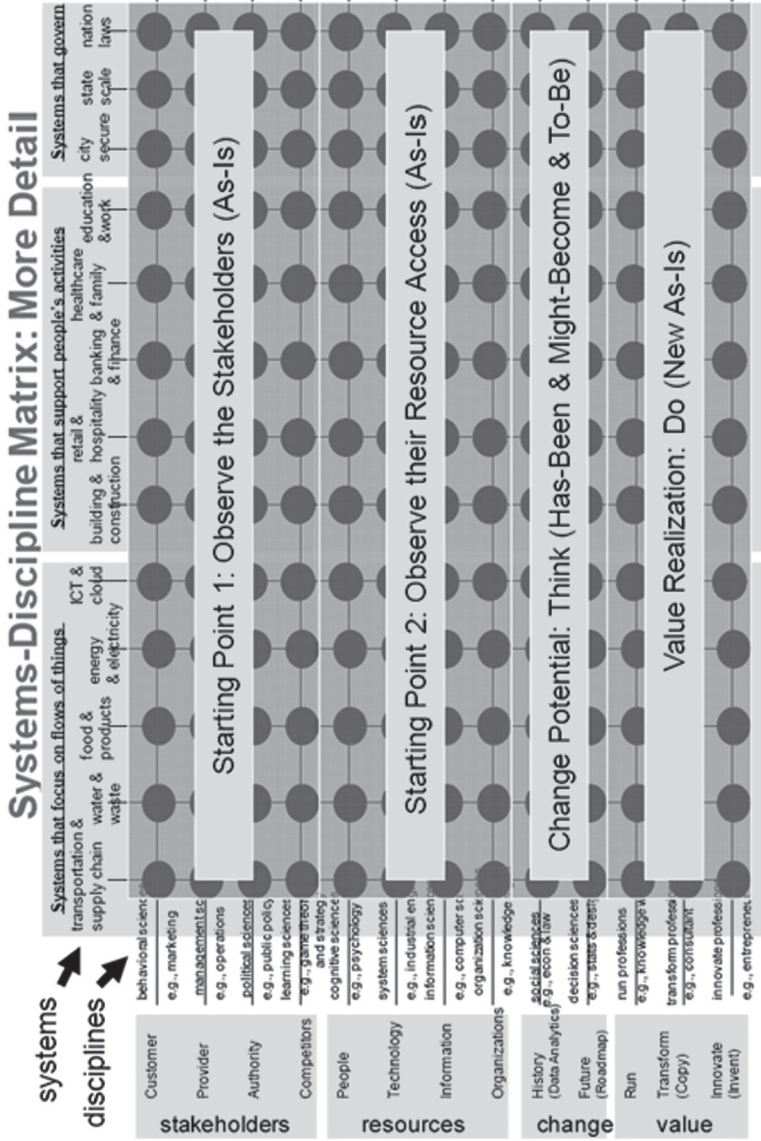 Systems-Discipline Matrix: More Detail
systems
disciplines
Systems that focus on flows of things
Systems that support people's activities
Systems that govern
transportation &
supply chain
water &
waste
food &
products
energy
& electricity
ICT &
cloud
building &
construction
retail &
hospitality
banking
& finance
healthcare
& family
education
&work
city
secure
state
scale
nation
laws
stakeholders
Customer
behavioral scienc
e.g., marketing
Provider
management sc
e.g., operations
Authority
political sciences
e.g., public policy
Competitors
learning sciences
e.g., game theor
and strateg
Starting Point 1: Observe the Stakeholders (As-Is)
resources
People
cognitive sciences
e.g., psychology
Technology
system sciences
e.g., industrial en
Information
information scien
e.g., computer sc
Organizations
organization scie
e.g., knowledge
Starting Point 2: Observe their Resource Access (As-Is)
change
History
(Data Analytics)
social sciences
e.g., econ & law
Future
(Roadmap)
decision sciences
e.g., stats & desig
Change Potential: Think (Has-Been & Might-Become & To-Be)
value
Run
run professions
e.g., knowledge w
Transform
(Copy)
transform profess
e.g., consultant
Innovate
(Invent)
innovate professi
e.g., entrepreneu
Value Realization: Do (New As-Is)